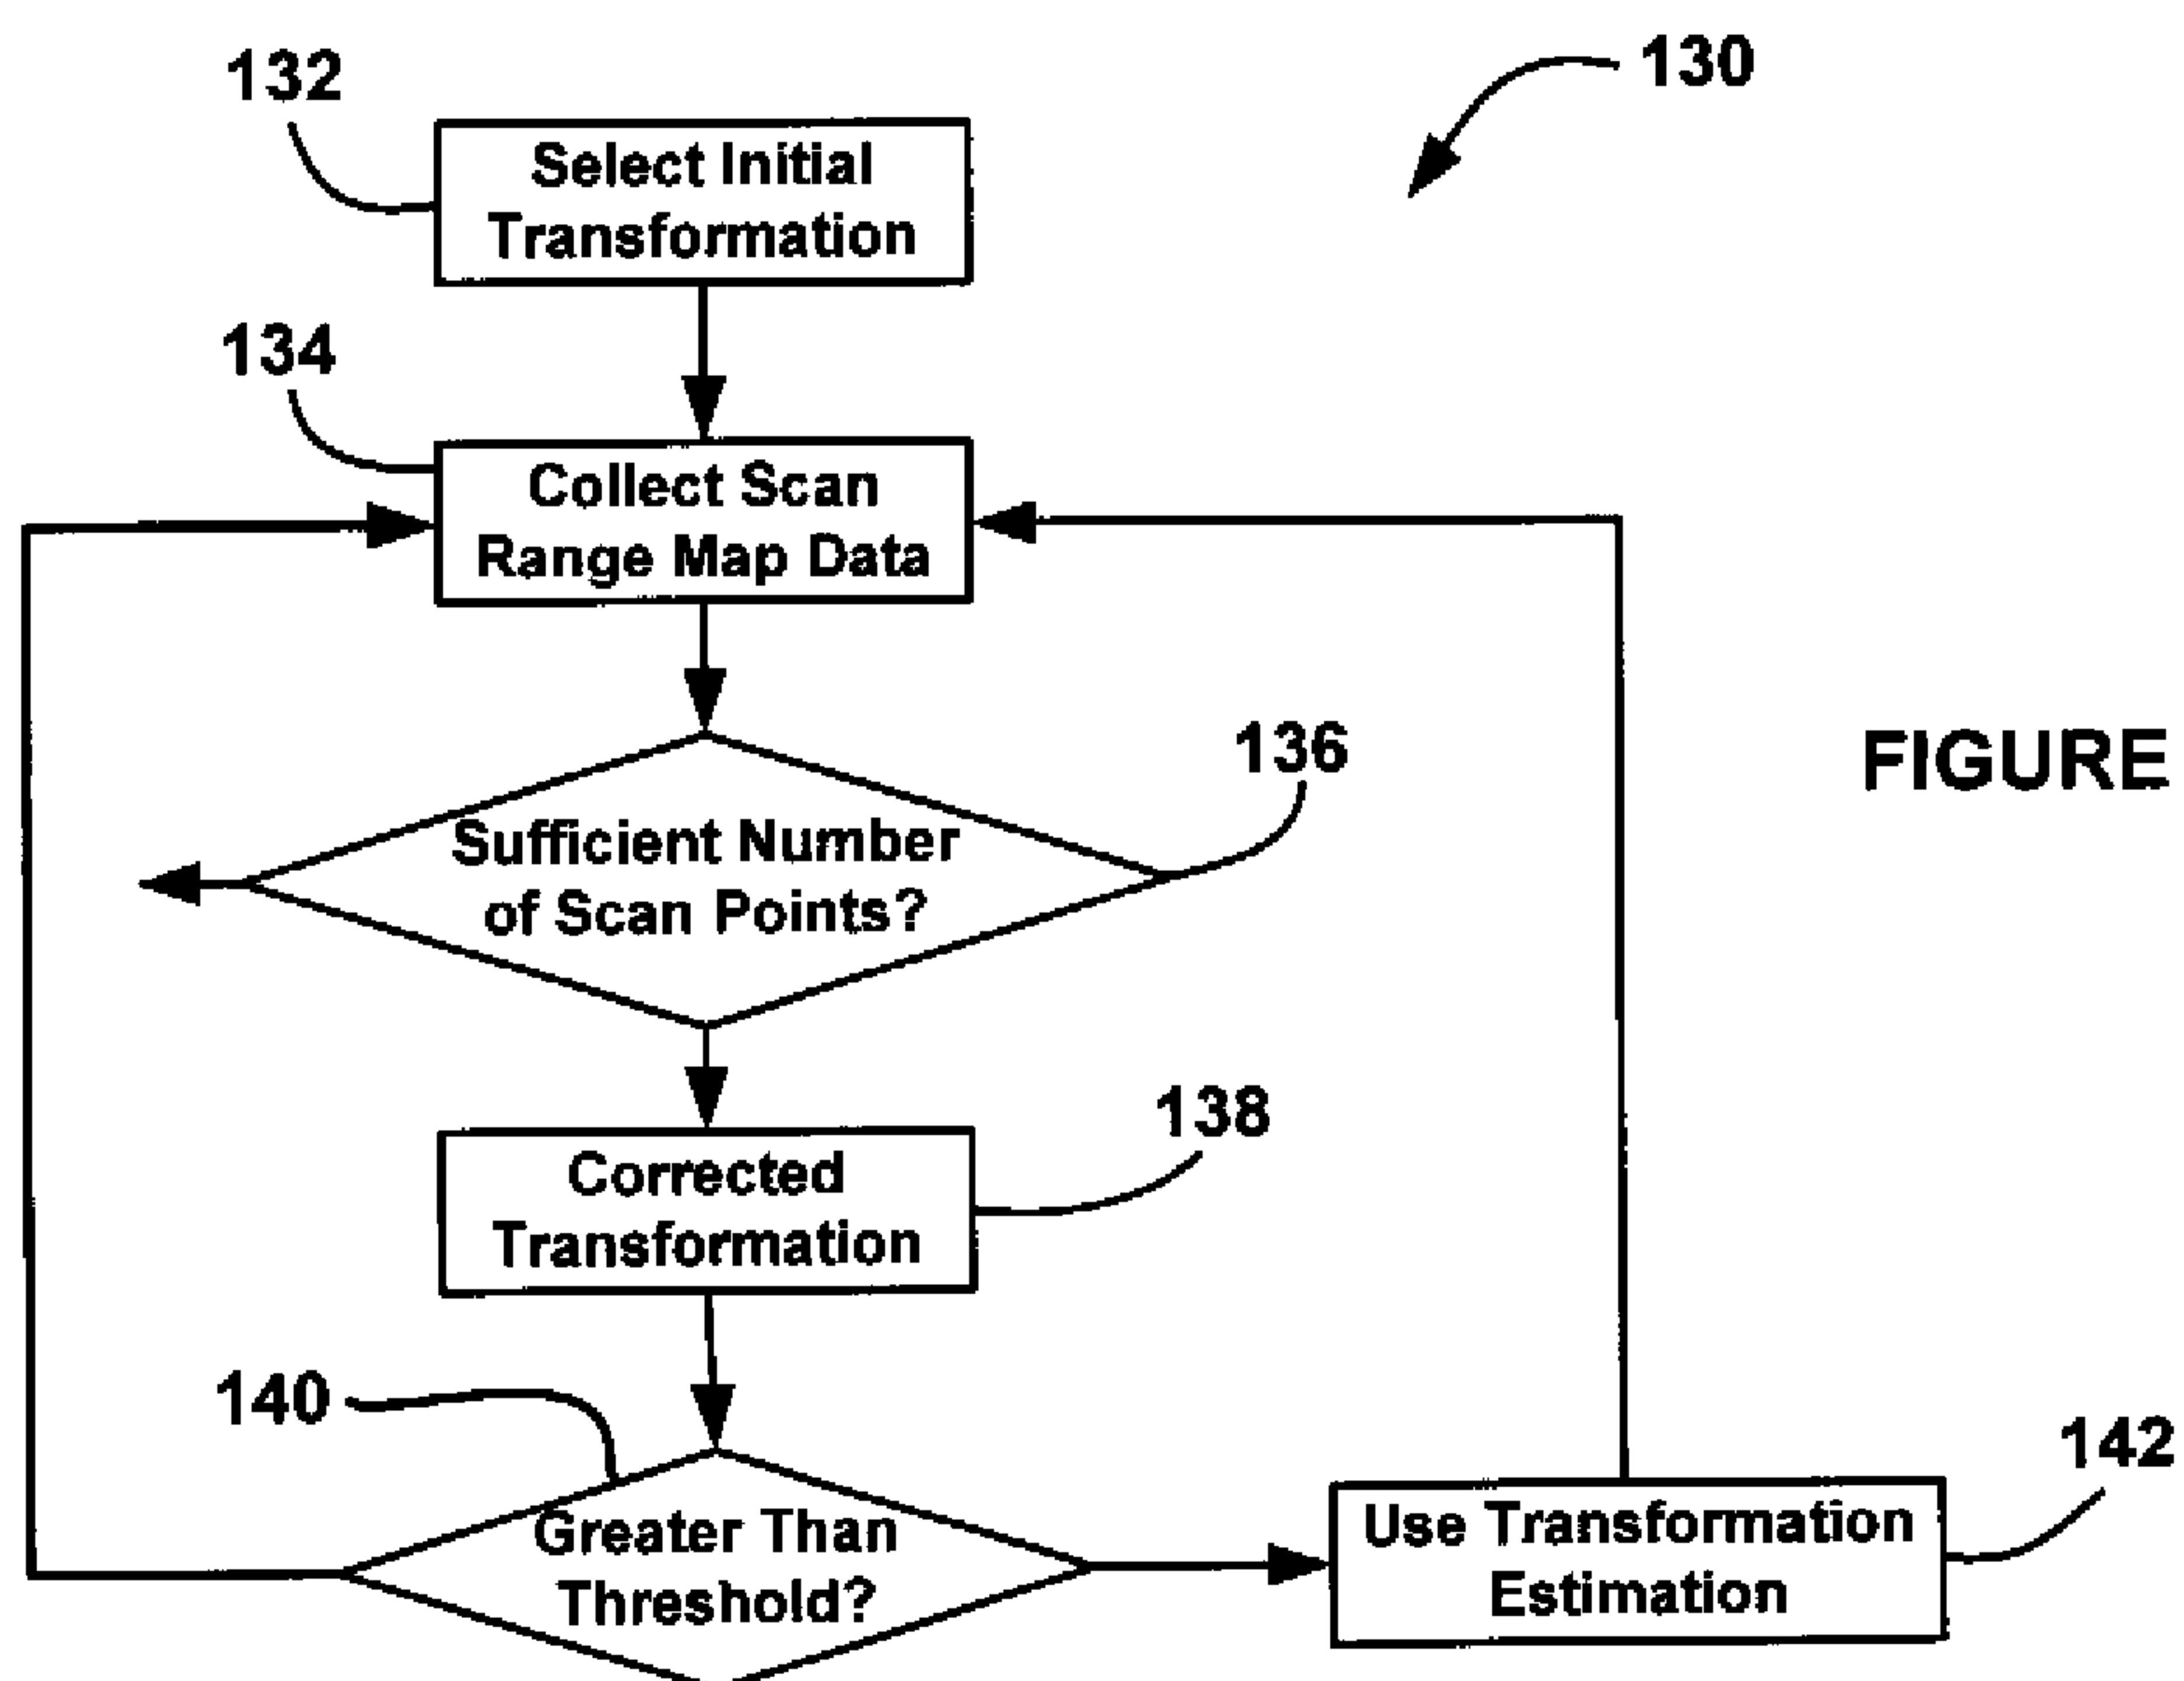 132
130
Select Initial
Transformation
134
Collect Scan
Range Map Data
136
FIGURE
Sufficient Number
of Scan Points?
138
Corrected
Transformation
140
142
Greater Than
Threshold?
Use Transformation
Estimation